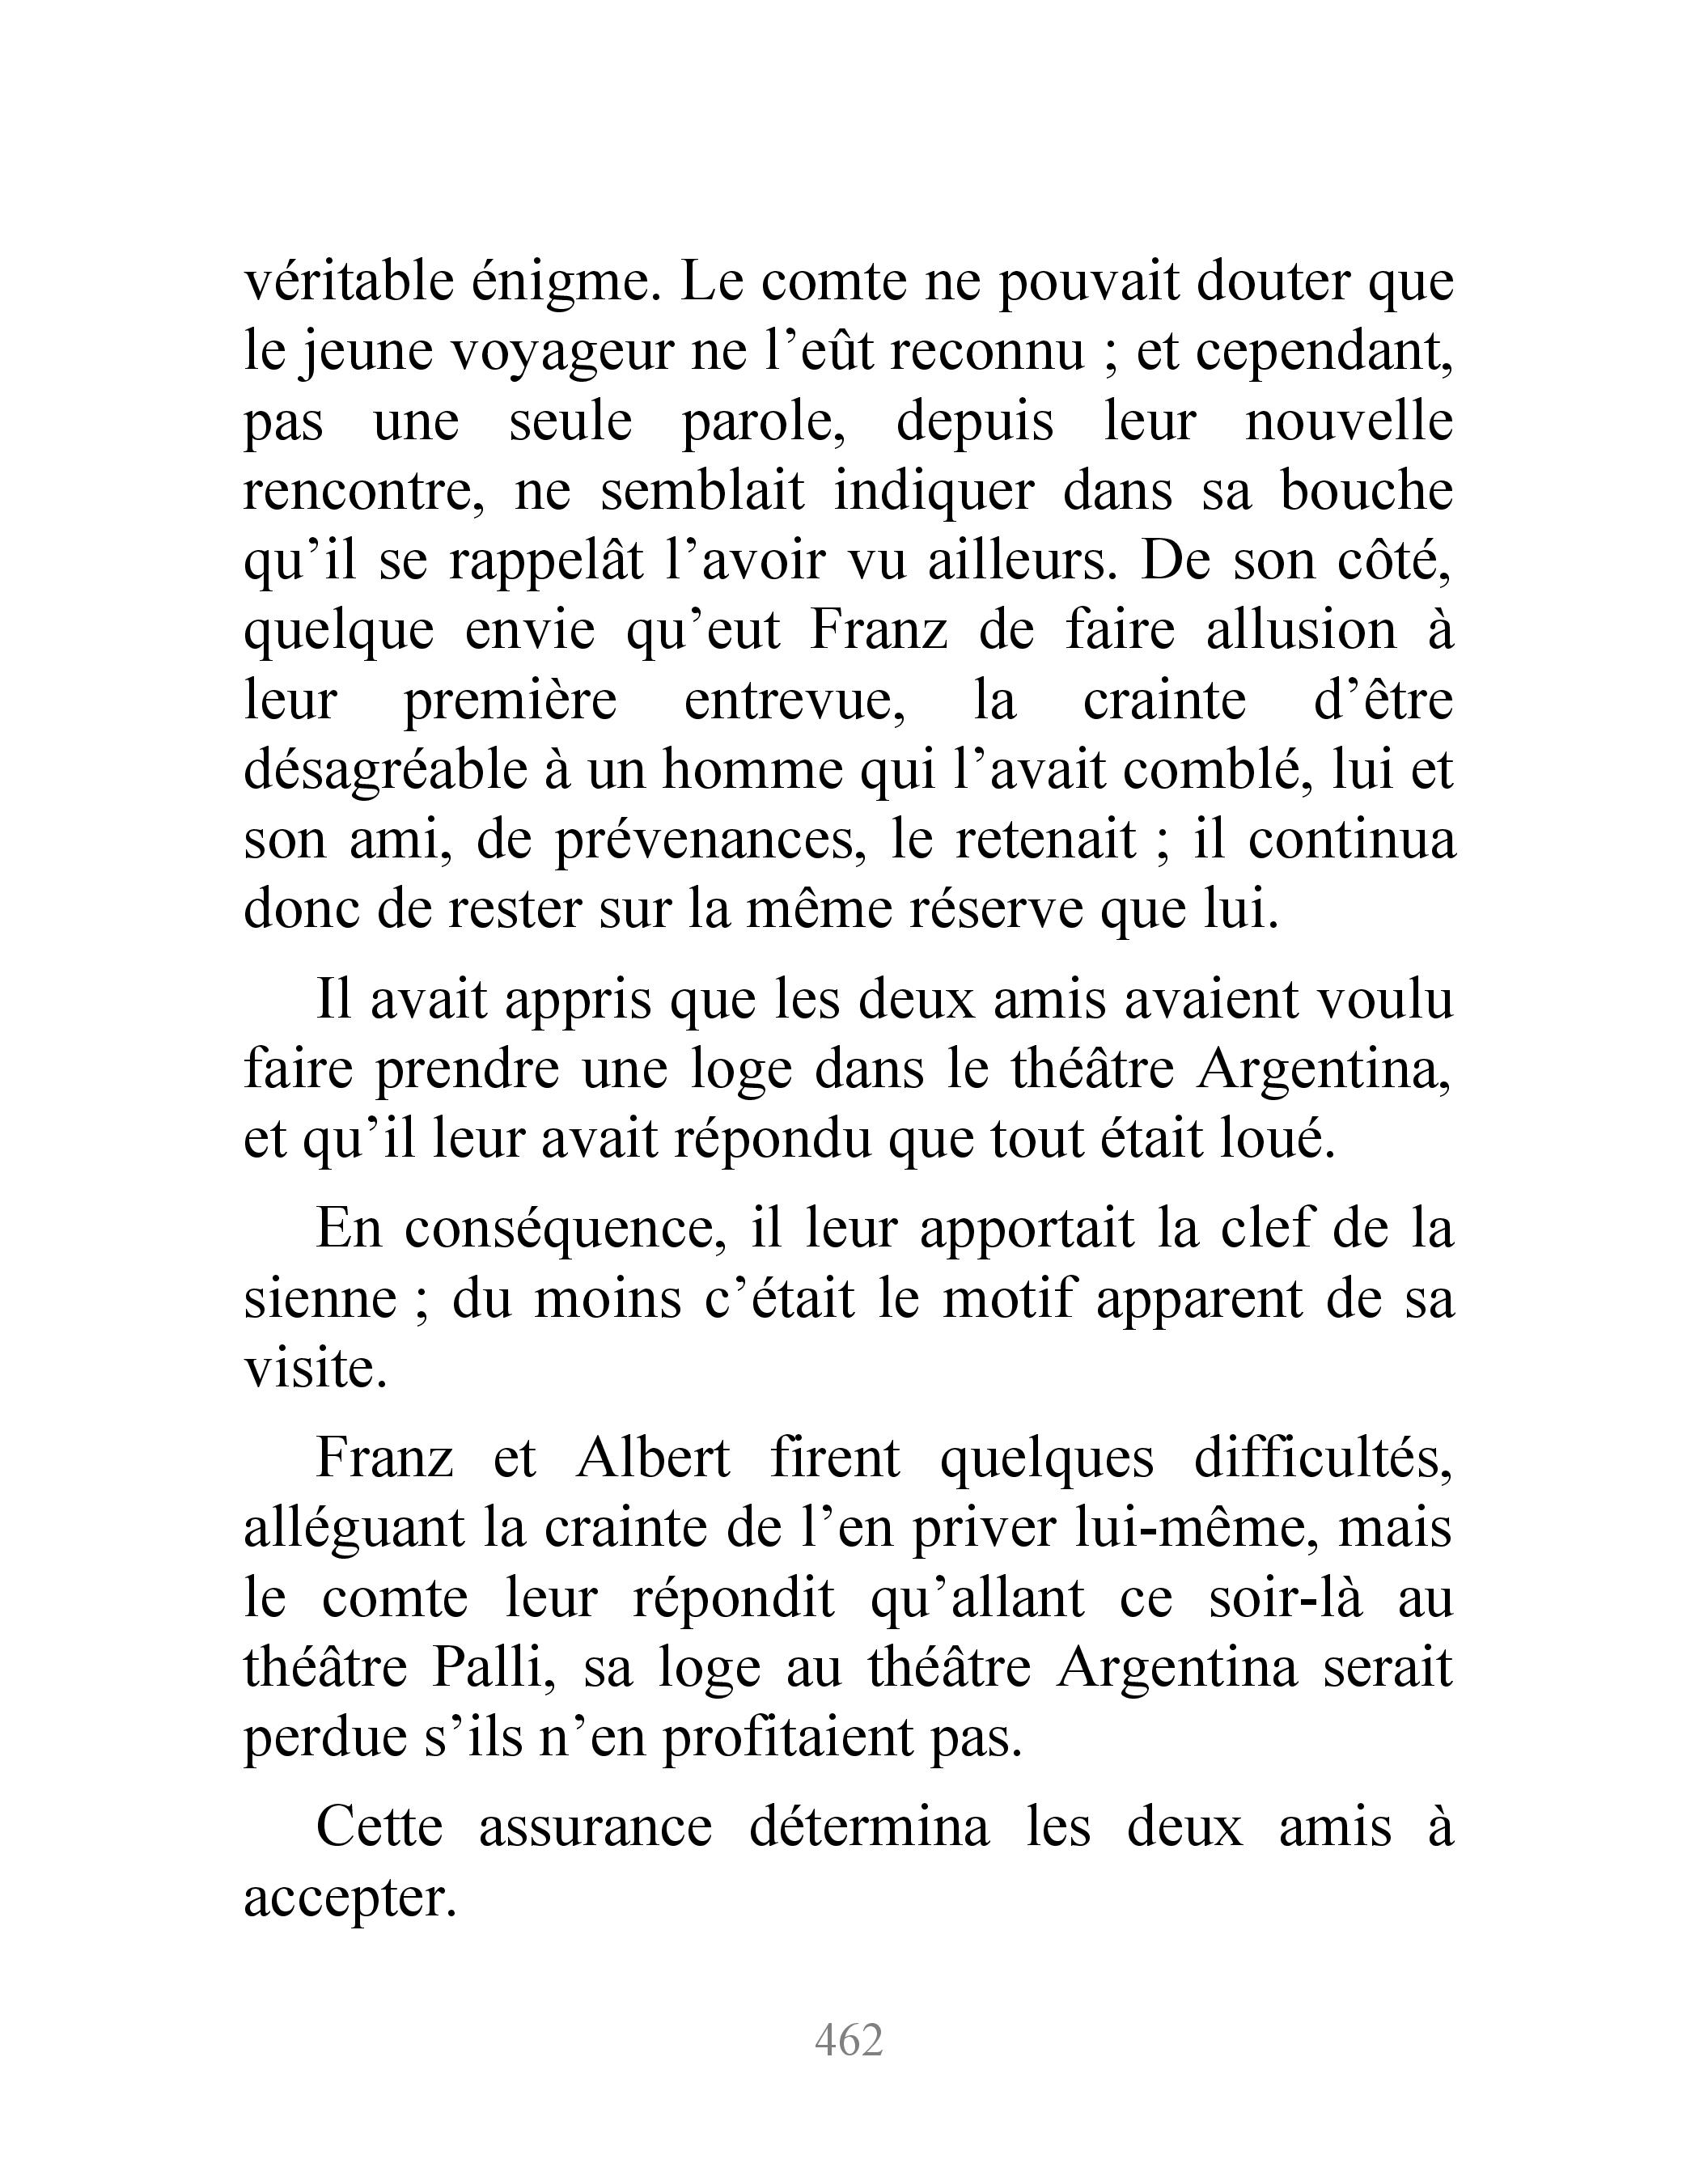 véritable énigme. Le comte ne pouvait douter que
le jeune voyageur ne l’eût reconnu ; et cependant,
pas une seule parole, depuis leur nouvelle
rencontre, ne semblait indiquer dans sa bouche
qu’il se rappelât l’avoir vu ailleurs. De son côté,
quelque envie qu’eut Franz de faire allusion à
leur première entrevue, la crainte d’être
désagréable à un homme qui l’avait comblé, lui et
son ami, de prévenances, le retenait ; il continua
donc de rester sur la même réserve que lui.
Il avait appris que les deux amis avaient voulu
faire prendre une loge dans le théâtre Argentina,
et qu’il leur avait répondu que tout était loué.
En conséquence, il leur apportait la clef de la
sienne ; du moins c’était le motif apparent de sa
visite.
Franz et Albert firent quelques difficultés,
alléguant la crainte de l’en priver lui-même, mais
le comte leur répondit qu’allant ce soir-là au
théâtre Palli, sa loge au théâtre Argentina serait
perdue s’ils n’en profitaient pas.
Cette assurance détermina les deux amis à
accepter.
462